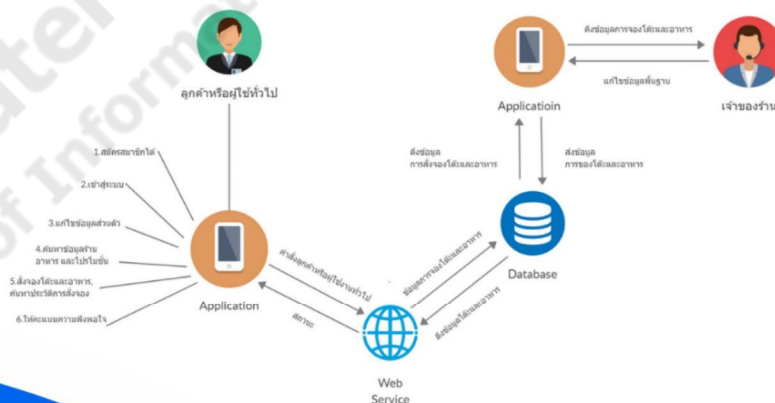 ลูกค้าหรือผู้ใช้ทั่วไป
1.สมัครสมาชิกได้
2.เข้าสู่ระบบ
3.แก้ไขข้อมูลส่วนตัว
4.ค้นหาข้อมูลร้าน
อาหาร และโปรโมชั่น
5.สั่งจองโต๊ะและอาหาร,
ค้นหาประวัติการสั่งจอง
6.ให้คะแนนความพึงพอใจ
Application
คำสั่งลูกค้าหรือผู้ใช้งานทั่วไป
สถานะ
Web
Service
ข้อมูลการจองโต๊ะและอาหาร
ดึงข้อมูลโต๊ะและอาหาร
Database
ดึงข้อมูล
การสั่งจองโต๊ะและอาหาร
ส่งข้อมูล
การของโต๊ะและอาหาร
Applicatioin
ดึงข้อมูลการจองโต๊ะและอาหาร
แก้ไขข้อมูลพื้นฐาน
เจ้าของร้าน
of Informat